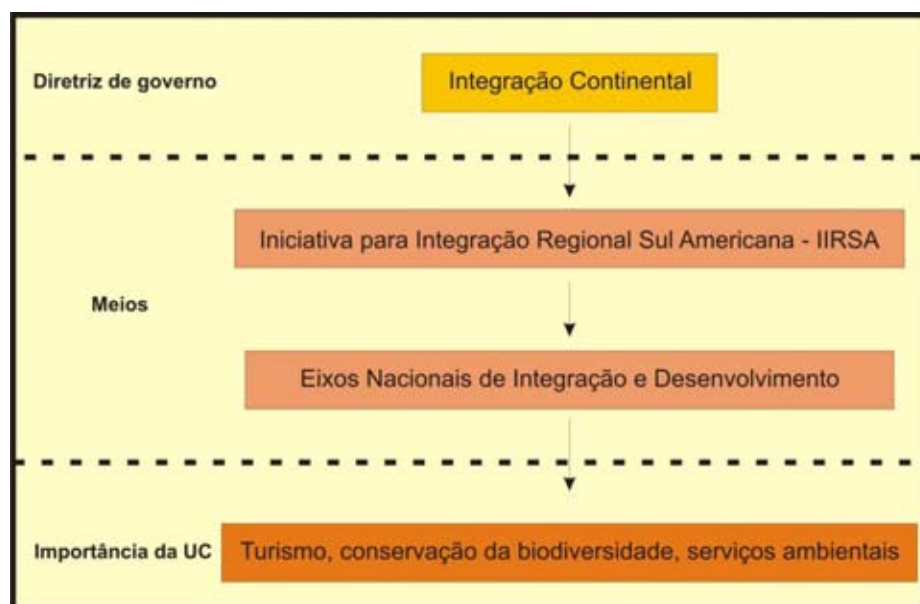 Diretriz de governo
Integração Continental
Iniciativa para Integração Regional Sul Americana - IIRSA
Meios
Eixos Nacionais de Integração e Desenvolvimento
Importância da UC
Turismo, conservação da biodiversidade, serviços ambientais